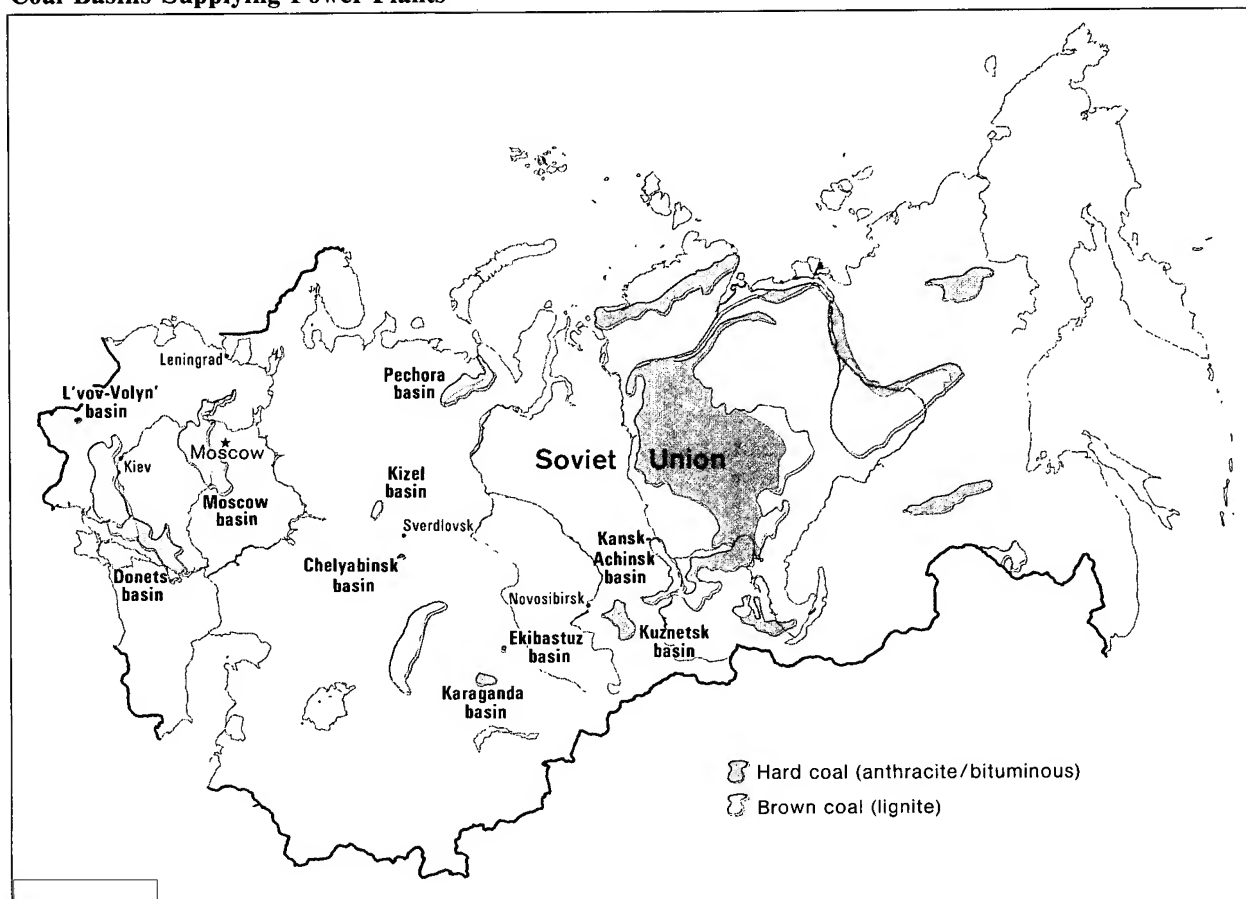 Coal Basins Supplying Power Plants
Leningrad
L'vov-Volyn'
basin
Pechora
basin
Moscow
Kiev
Soviet Union
Kizel
basin
Moscow
basin
Sverdlovsk
Kansk-
Achinsk
basin
Chelyabinsk
basin
Donets
basin
Novosibirsk
Ekibastuz
basin
Kuznetsk
basin
Karaganda
basin
Hard coal (anthracite/bituminous)
Brown coal (lignite)